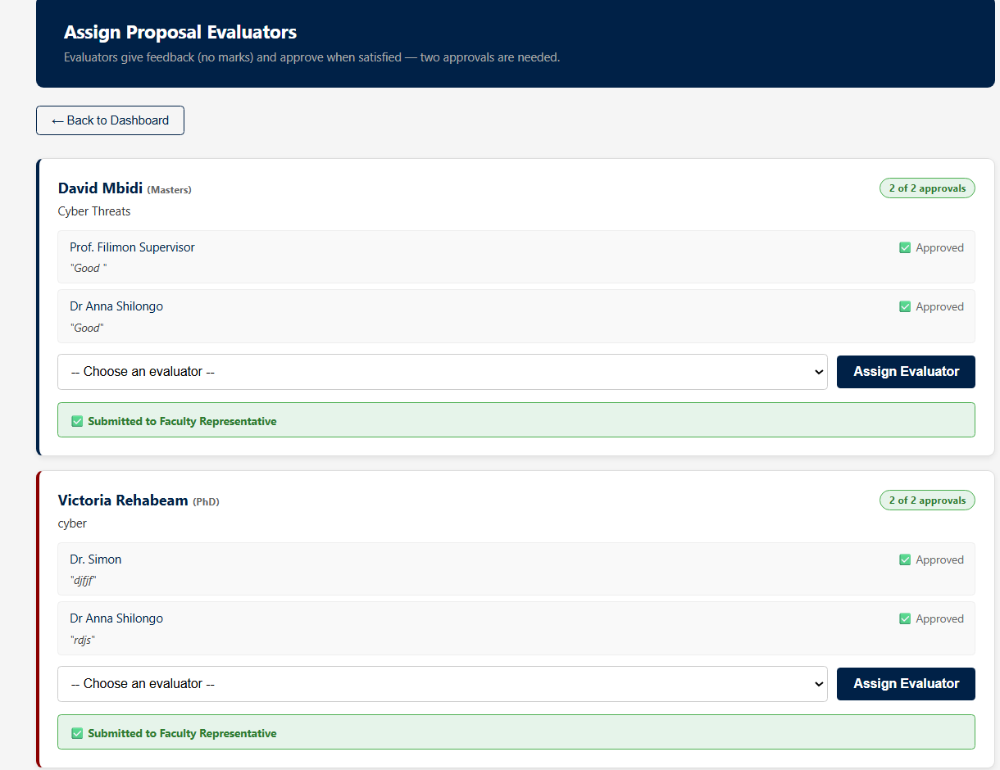 Assign Proposal Evaluators
Evaluators give feedback (no marks) and approve when satisfied — two approvals are needed.
← Back to Dashboard
David Mbidi (Masters) 2 of 2 approvals
Cyber Threats
Prof. Filimon Supervisor ✅ Approved
"Good "
Dr Anna Shilongo ✅ Approved
"Good"
-- Choose an evaluator -- Assign Evaluator
✅ Submitted to Faculty Representative
Victoria Rehabeam (PhD) 2 of 2 approvals
cyber
Dr. Simon ✅ Approved
"djfjf"
Dr Anna Shilongo ✅ Approved
"rdjs"
-- Choose an evaluator -- Assign Evaluator
✅ Submitted to Faculty Representative